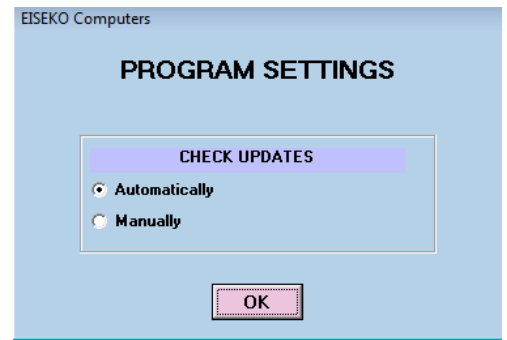 EISEKO Computers
PROGRAM SETTINGS
CHECK UPDATES
Automatically
Manually
OK